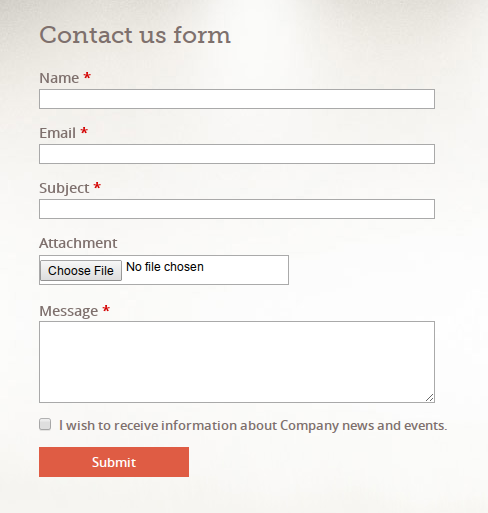 Contact us form
Name *
Email *
Subject *
Attachment
Choose File No file chosen
Message *
I wish to receive information about Company news and events.
Submit